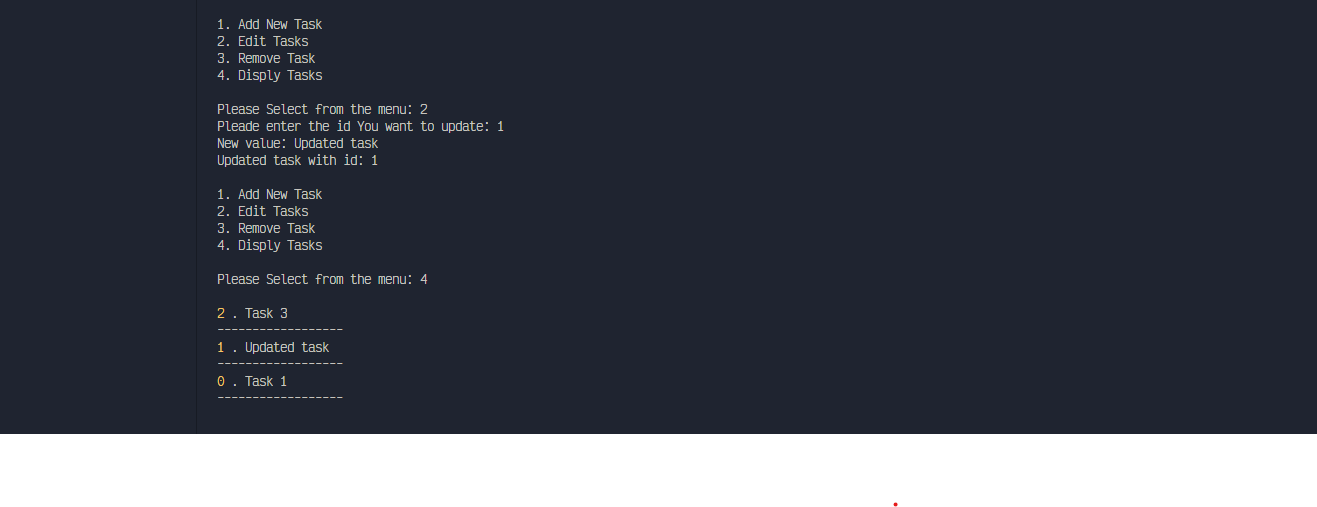 1. Add New Task
2. Edit Tasks
3. Remove Task
4. Disply Tasks
Please Select from the menu: 2
Pleade enter the id You want to update: 1
New value: Updated task
Updated task with id: 1
1. Add New Task
2. Edit Tasks
3. Remove Task
4. Disply Tasks
Please Select from the menu: 4
2 . Task 3
------------------
1 . Updated task
------------------
0 . Task 1
------------------